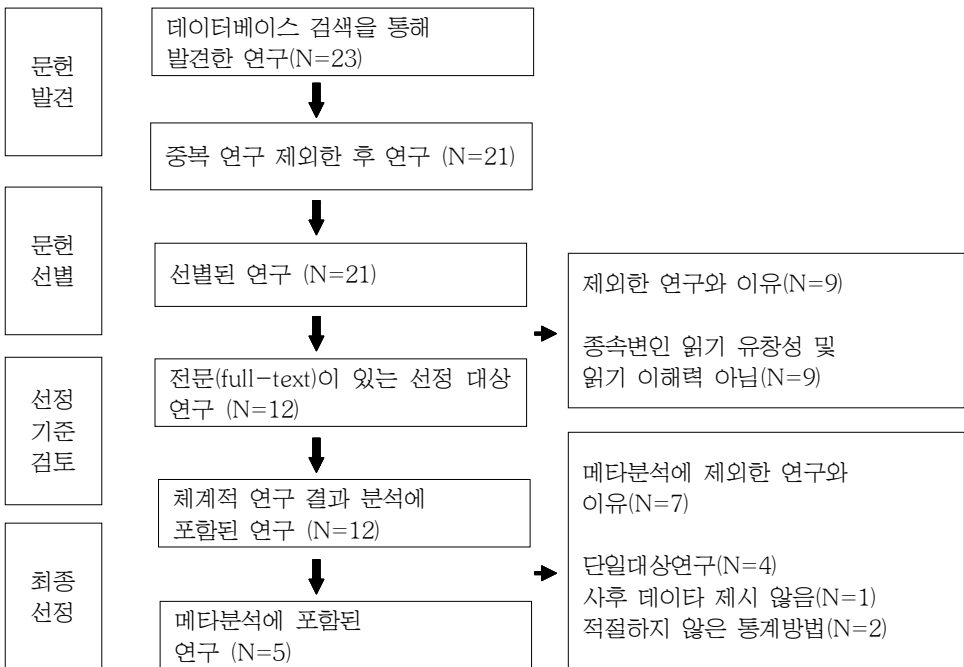 문헌
발견
데이터베이스 검색을 통해
발견한 연구(N=23)
중복 연구 제외한 후 연구 (N=21)
문헌
선별
선별된 연구 (N=21)
제외한 연구와 이유(N=9)
종속변인 읽기 유창성 및
읽기 이해력 아님(N=9)
선정
기준
검토
전문(full-text)이 있는 선정 대상
연구 (N=12)
체계적 연구 결과 분석에
포함된 연구 (N=12)
메타분석에 제외한 연구와
이유(N=7)
단일대상연구(N=4)
사후 데이타 제시 않음(N=1)
적절하지 않은 통계방법(N=2)
최종
선정
메타분석에 포함된
연구 (N=5)